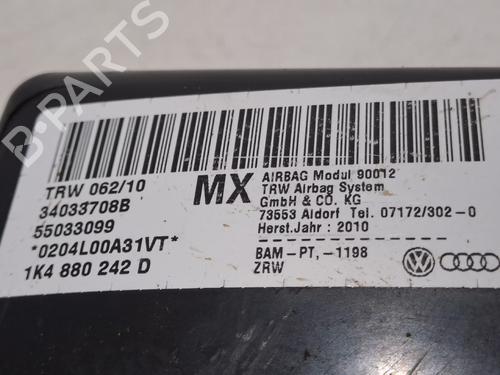 TRW 062/10
34033708B
55033099
*0204L00A31VT*
1K4 880 242 D
MX
AIRBAG Modul 90012
TRW Airbag System
GmbH & CO. KG
73553 Aldorf Tel. 07172/302-0
Herst.Jahr : 2010
BAM-PT,-1198
ZRW
B-PARTS